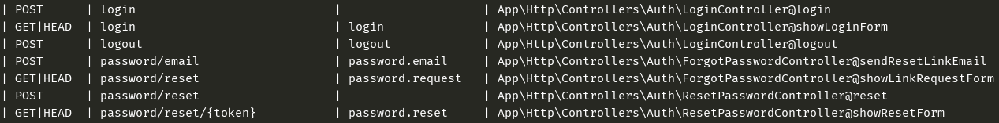 | POST | login | | App\Http\Controllers\Auth\LoginController@login
| GET|HEAD | login | login | App\Http\Controllers\Auth\LoginController@showLoginForm
| POST | logout | logout | App\Http\Controllers\Auth\LoginController@logout
| POST | password/email | password.email | App\Http\Controllers\Auth\ForgotPasswordController@sendResetLinkEmail
| GET|HEAD | password/reset | password.request | App\Http\Controllers\Auth\ForgotPasswordController@showLinkRequestForm
| POST | password/reset | | App\Http\Controllers\Auth\ResetPasswordController@reset
| GET|HEAD | password/reset/{token} | password.reset | App\Http\Controllers\Auth\ResetPasswordController@showResetForm